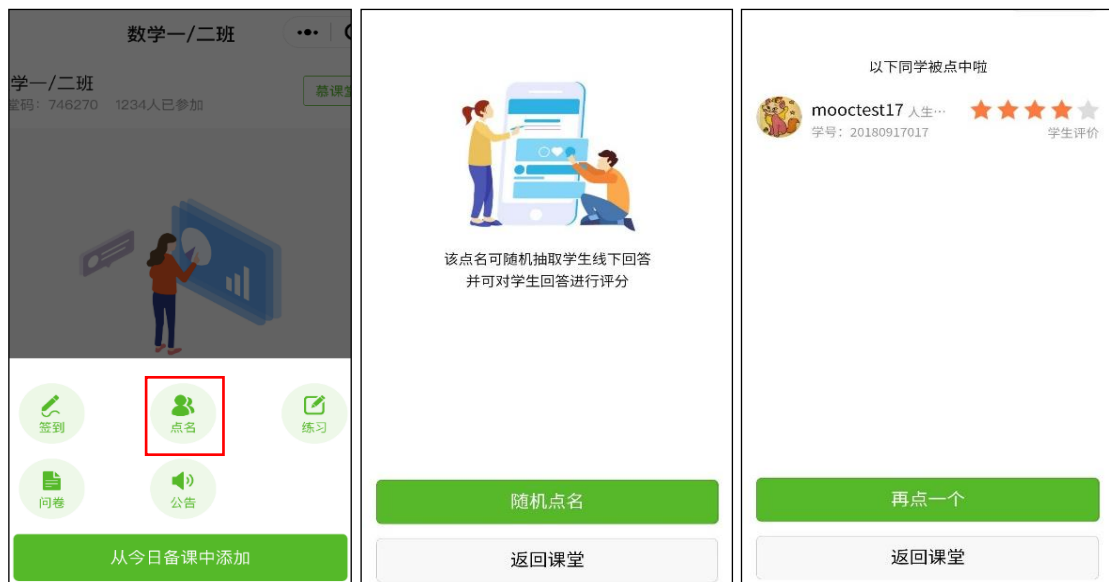 数学一/二班
学一/二班
堂码：746270 1234人已参加
慕课堂
签到
点名
练习
问卷
公告
从今日备课中添加
该点名可随机抽取学生线下回答
并可对学生回答进行评分
随机点名
返回课堂
以下同学被点中啦
mooctest17 人生…
学号：20180917017
学生评价
再点一个
返回课堂